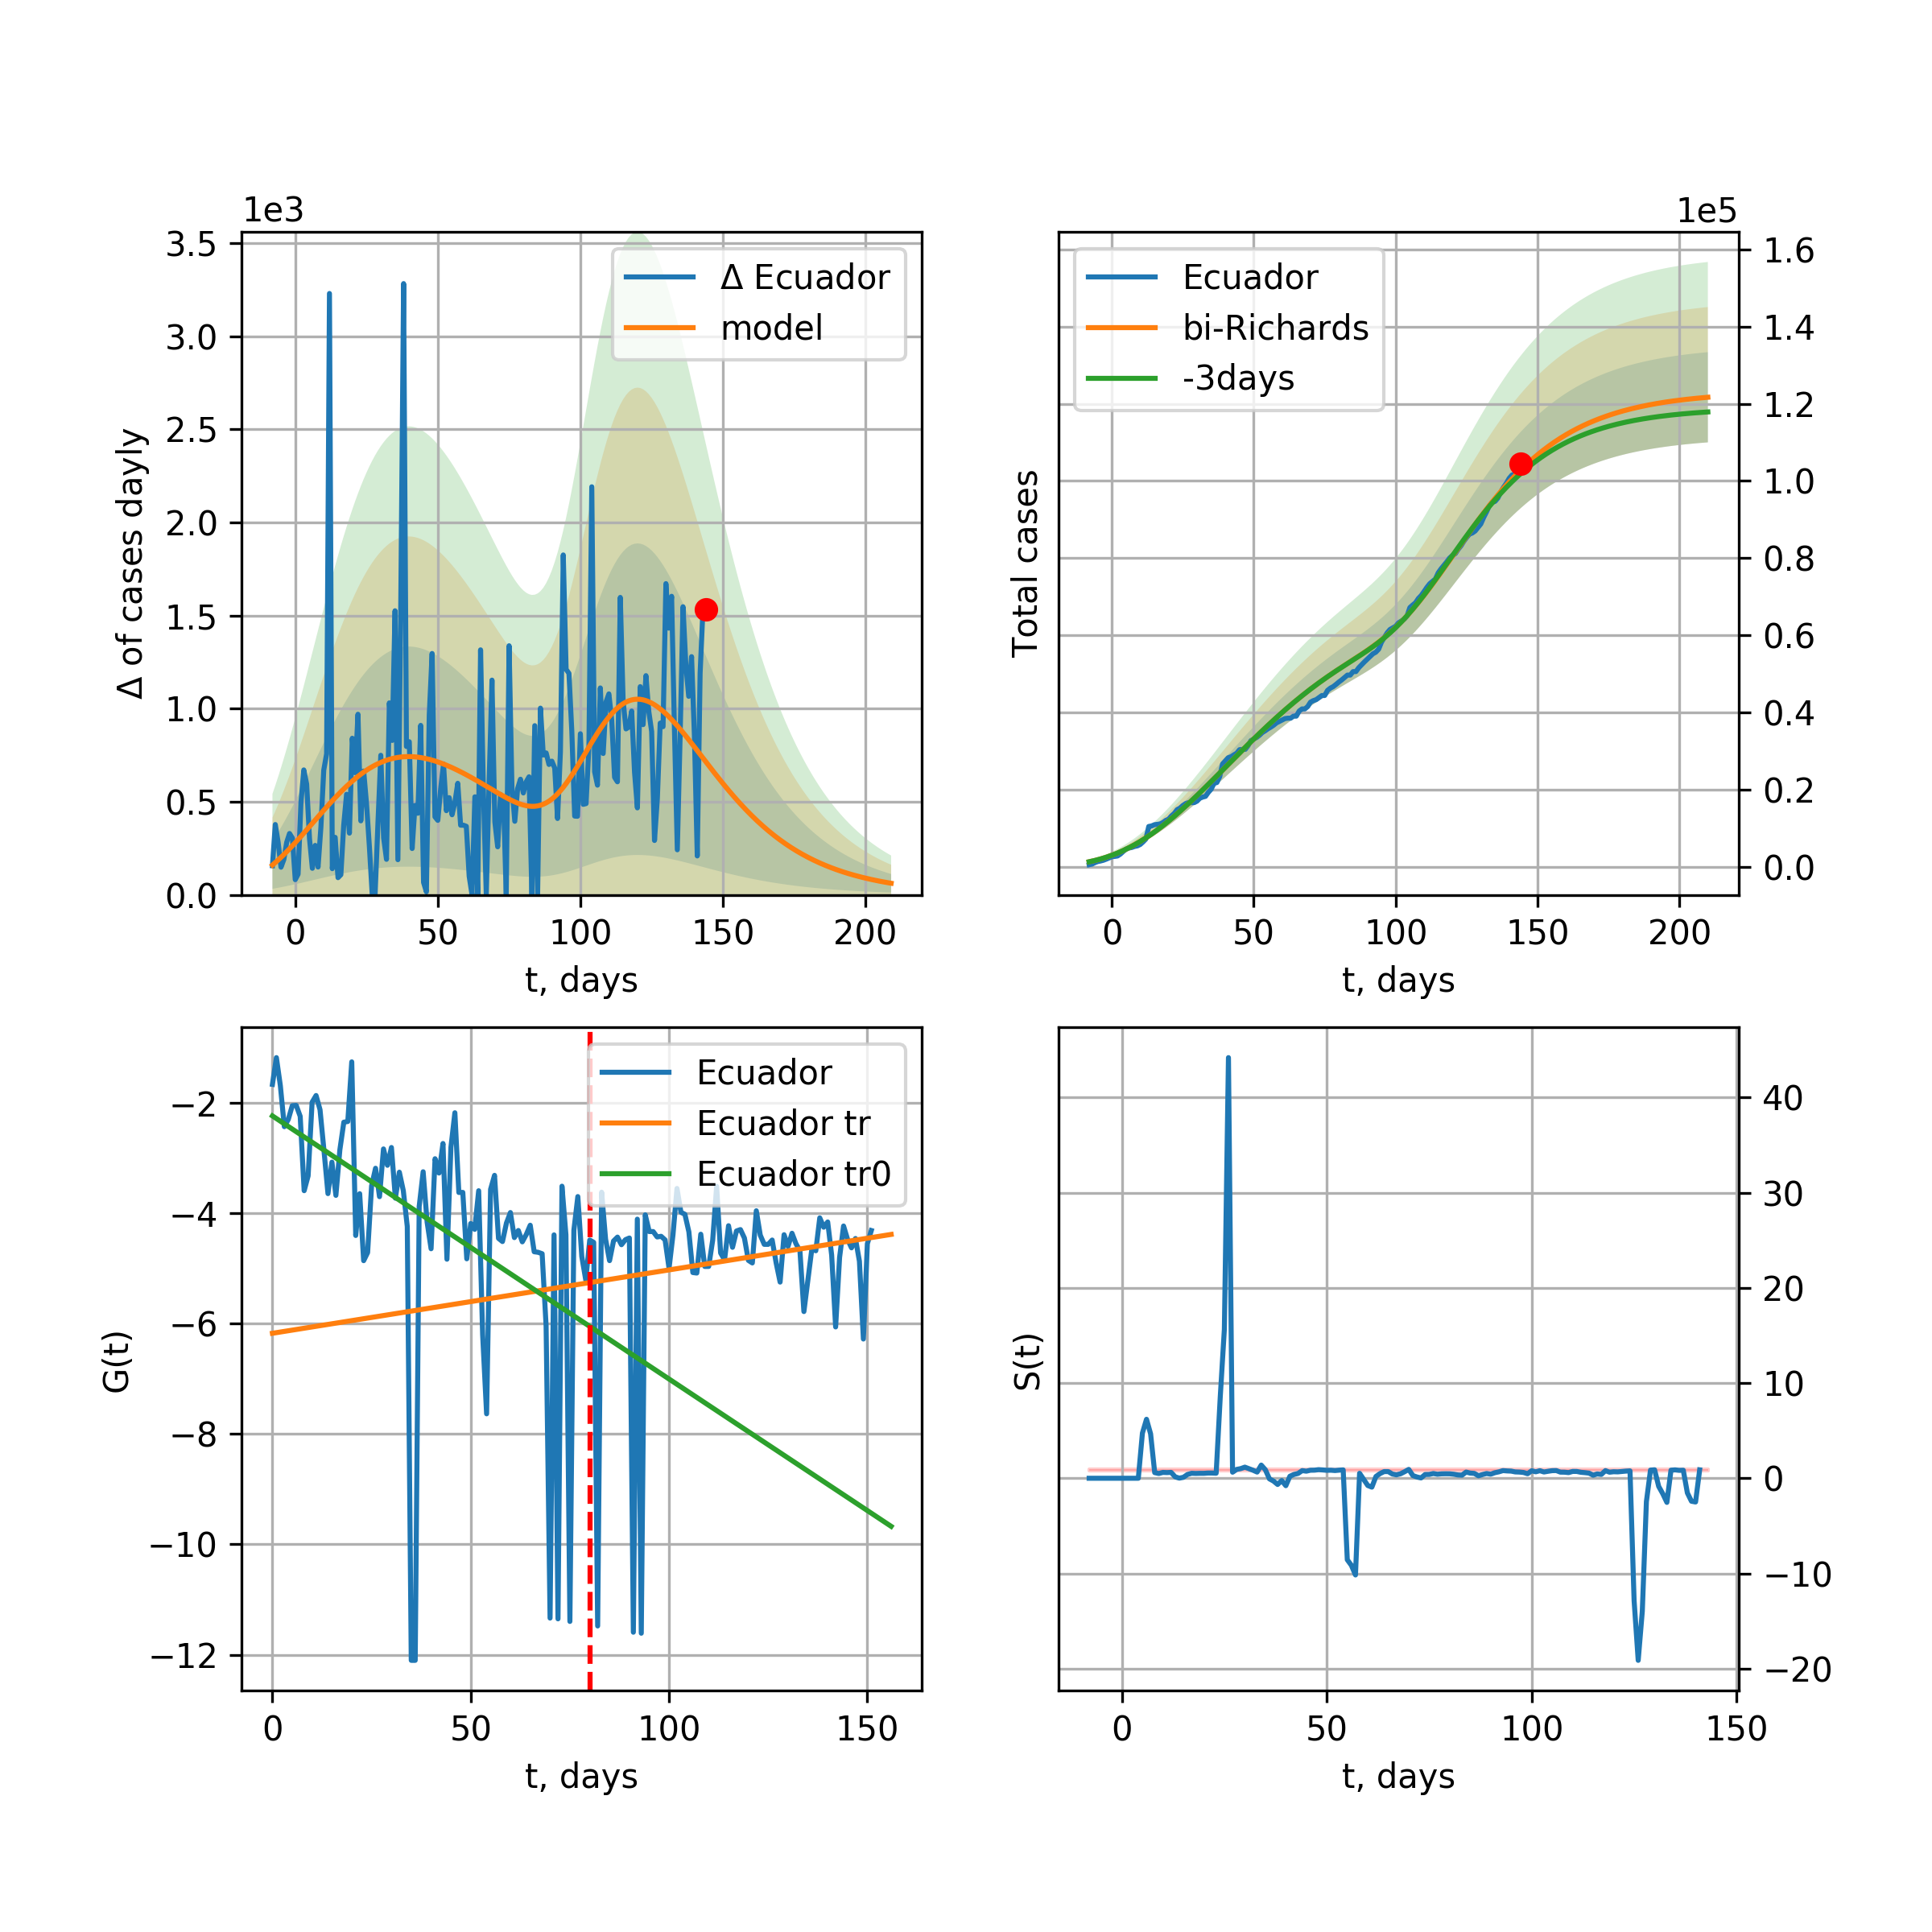 1e3
3.5
3.0
2.5
2.0
1.5
1.0
0.5
0.0
Δ of cases dayly
Δ Ecuador
model
0 50 100 150 200
t, days
1e5
1.6
1.4
1.2
1.0
0.8
0.6
0.4
0.2
0.0
Total cases
Ecuador
bi-Richards
-3days
0 50 100 150 200
t, days
−2
−4
−6
−8
−10
−12
G(t)
Ecuador
Ecuador tr
Ecuador tr0
0 50 100 150
t, days
40
30
20
10
0
−10
−20
S(t)
0 50 100 150
t, days